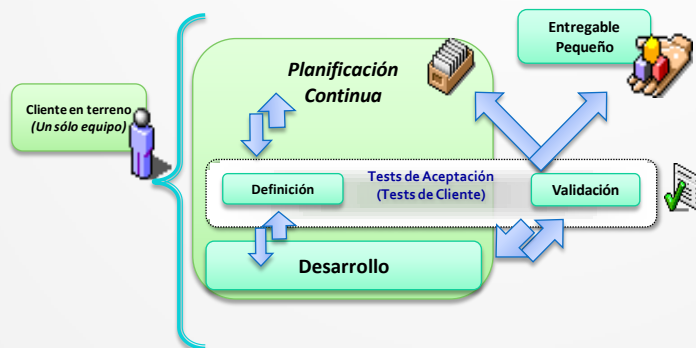 Entregable
Pequeño
Planificación
Continua
Cliente en terreno
(Un sólo equipo)
Definición
Tests de Aceptación
(Tests de Cliente)
Validación
Desarrollo